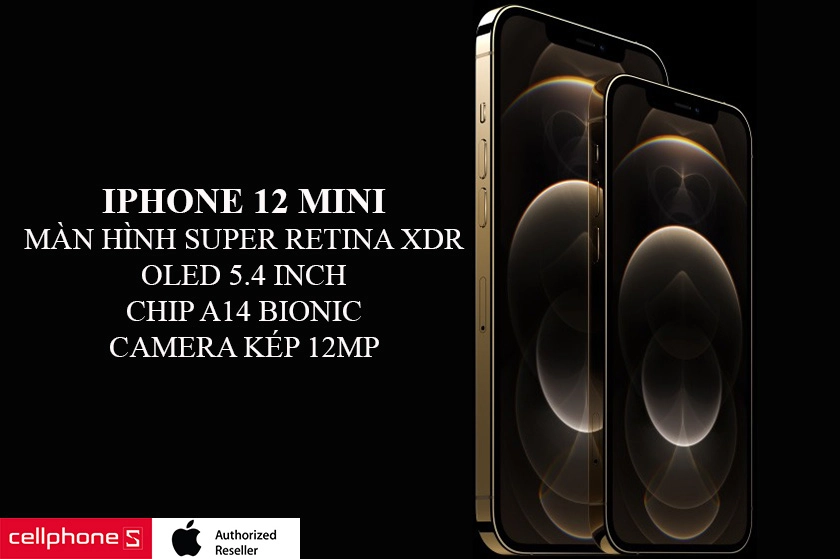 IPHONE 12 MINI
MÀN HÌNH SUPER RETINA XDR
OLED 5.4 INCH
CHIP A14 BIONIC
CAMERA KÉP 12MP
cellphoneS
Authorized
Reseller